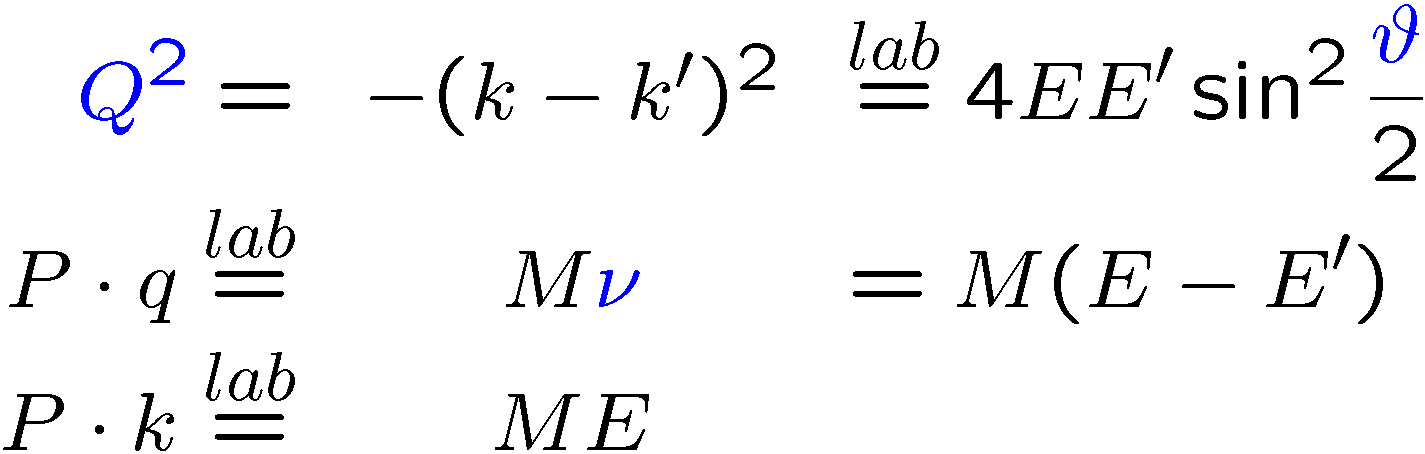 Q² = −(k − k′)² lab= 4EE′ sin² ϑ/2
P · q lab= Mν = M(E − E′)
P · k lab= ME